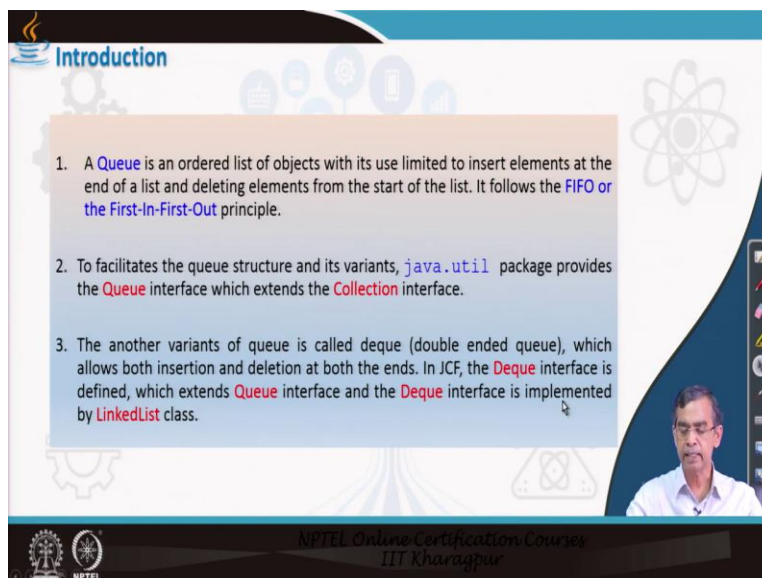 Introduction
1. A Queue is an ordered list of objects with its use limited to insert elements at the
end of a list and deleting elements from the start of the list. It follows the FIFO or
the First-In-First-Out principle.
2. To facilitates the queue structure and its variants, java.util package provides
the Queue interface which extends the Collection interface.
3. The another variants of queue is called deque (double ended queue), which
allows both insertion and deletion at both the ends. In JCF, the Deque interface is
defined, which extends Queue interface and the Deque interface is implemented
by LinkedList class.
NPTEL Online Certification Courses
IIT Kharagpur
NPTEL